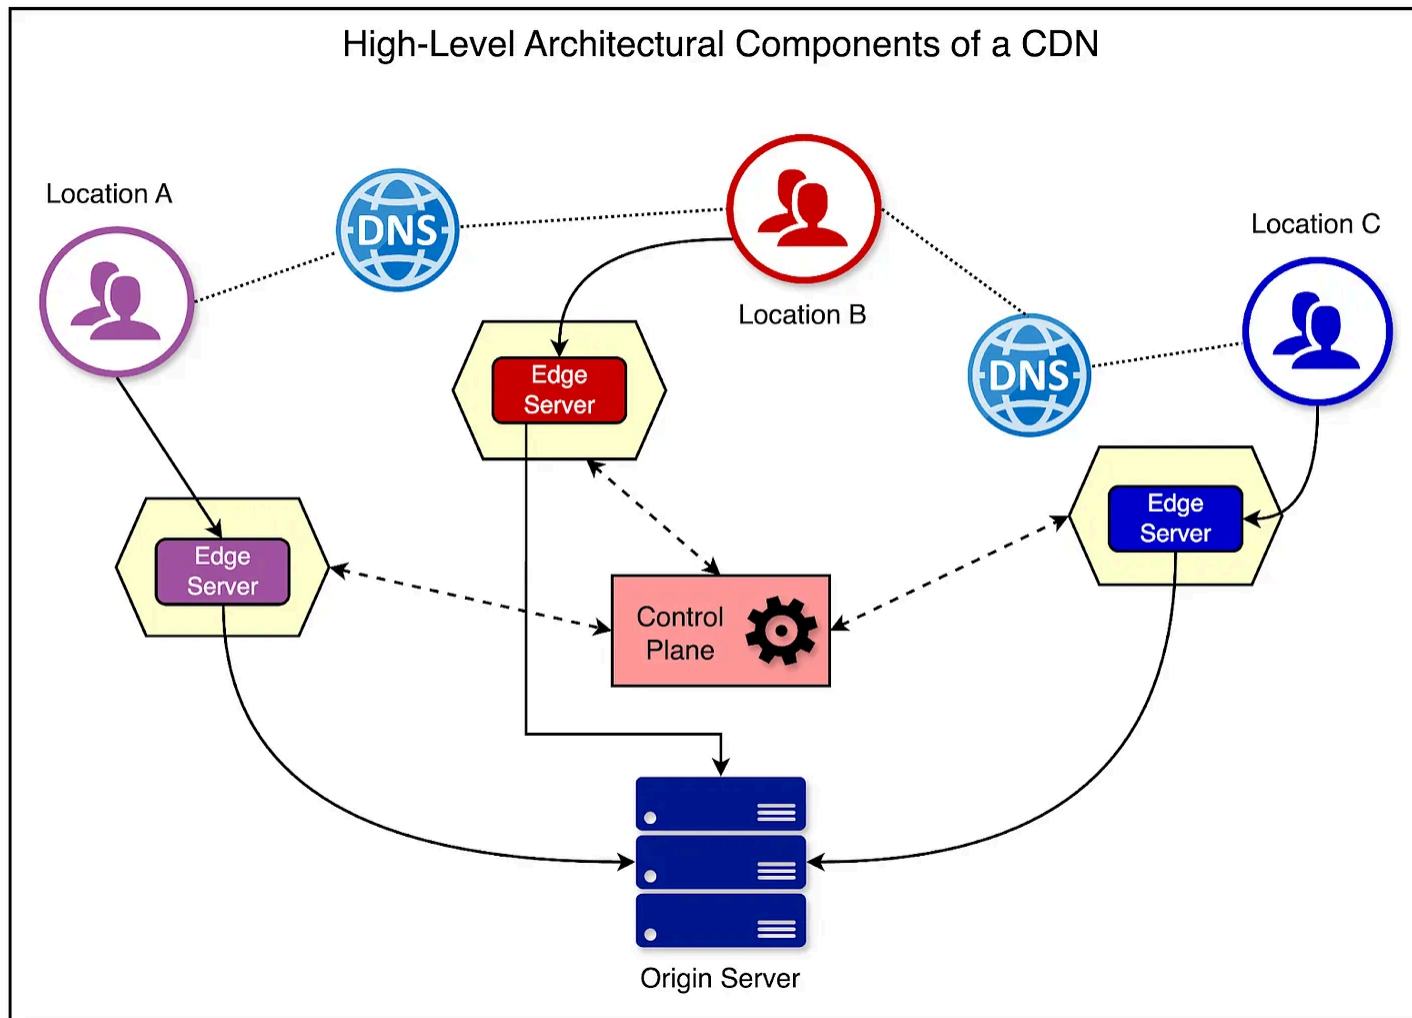 High-Level Architectural Components of a CDN
Location A
DNS
Location B
Location C
DNS
Edge
Server
Edge
Server
Edge
Server
Control
Plane
Origin Server